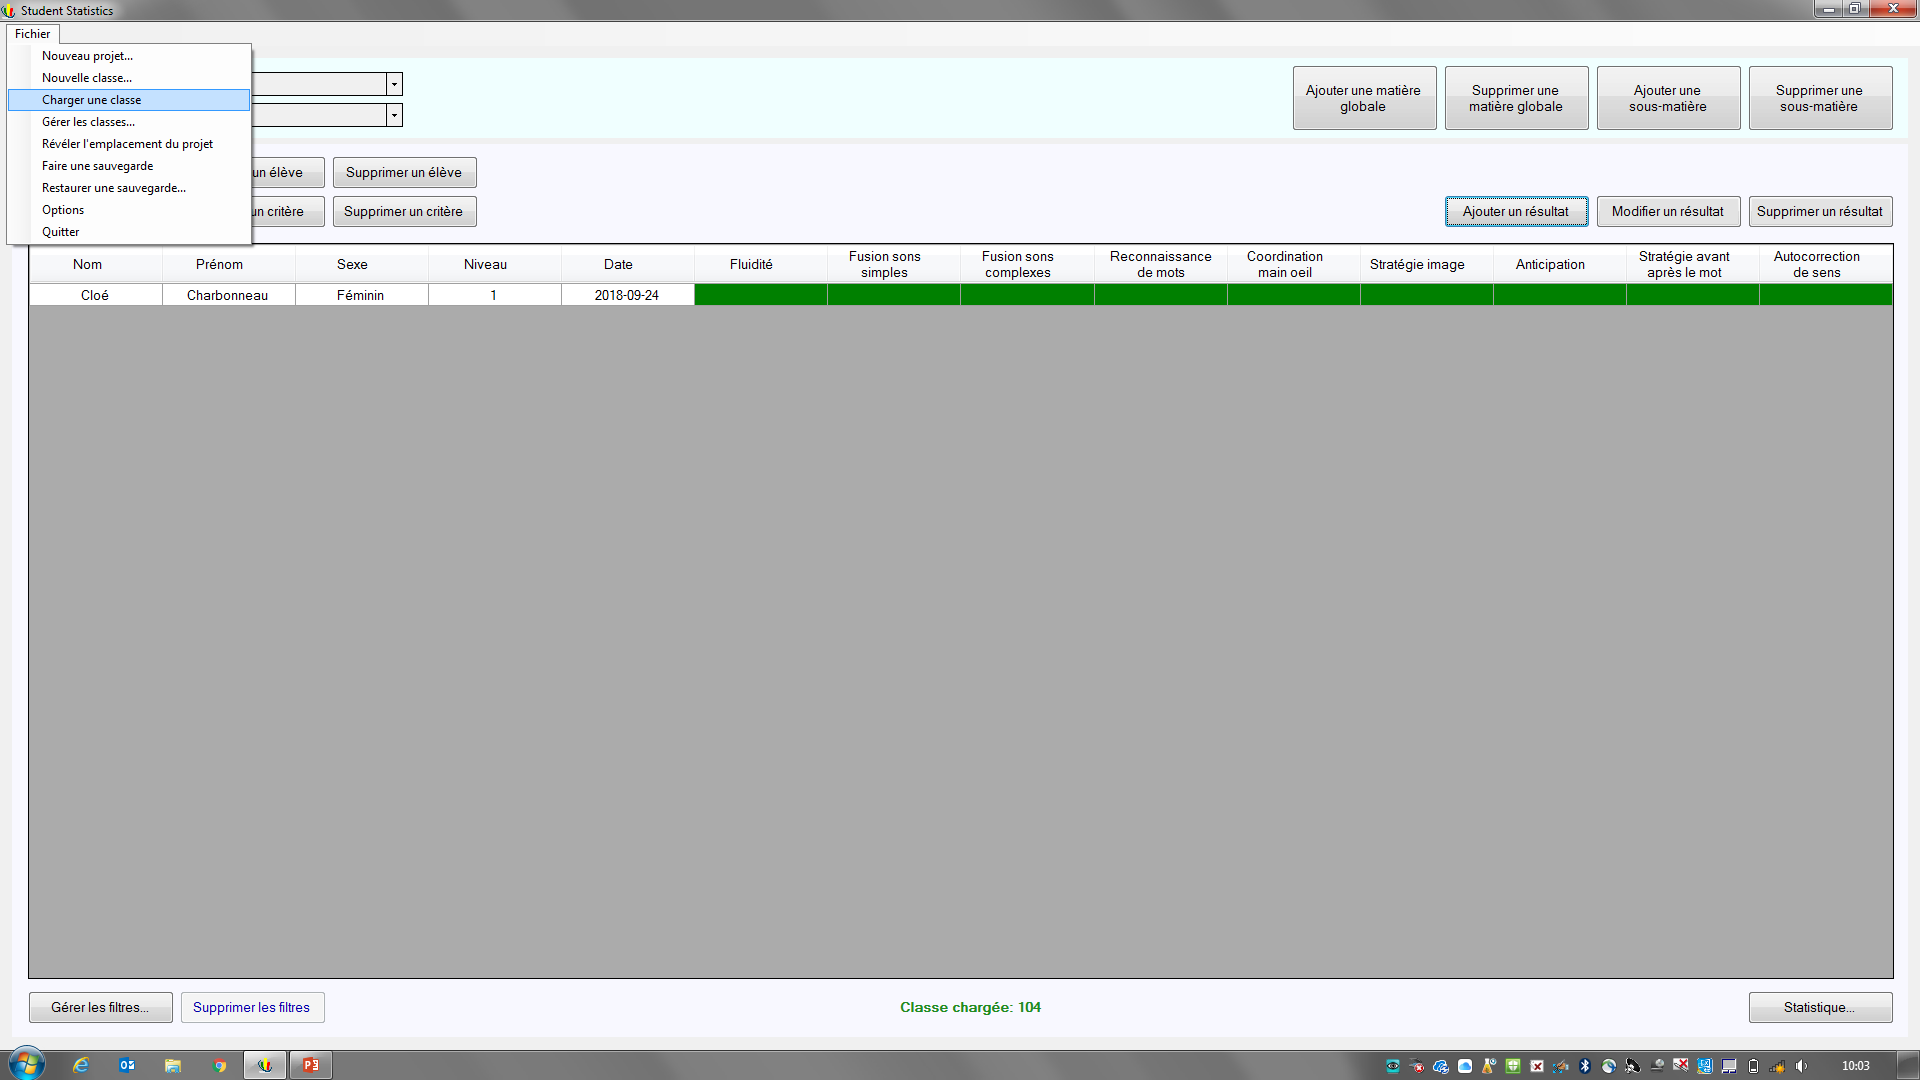 Student Statistics
Fichier
Nouveau projet...
Nouvelle classe...
Charger une classe
Gérer les classes...
Révéler l'emplacement du projet
Faire une sauvegarde
Restaurer une sauvegarde...
Options
Quitter
Ajouter une matière
globale
Supprimer une
matière globale
Ajouter une
sous-matière
Supprimer une
sous-matière
un élève
Supprimer un élève
un critère
Supprimer un critère
Ajouter un résultat
Modifier un résultat
Supprimer un résultat
Nom
Prénom
Sexe
Niveau
Date
Fluidité
Fusion sons
simples
Fusion sons
complexes
Reconnaissance
de mots
Coordination
main oeil
Stratégie image
Anticipation
Stratégie avant
après le mot
Autocorrection
de sens
Cloé
Charbonneau
Féminin
1
2018-09-24
Gérer les filtres...
Supprimer les filtres
Classe chargée: 104
Statistique...
10:03